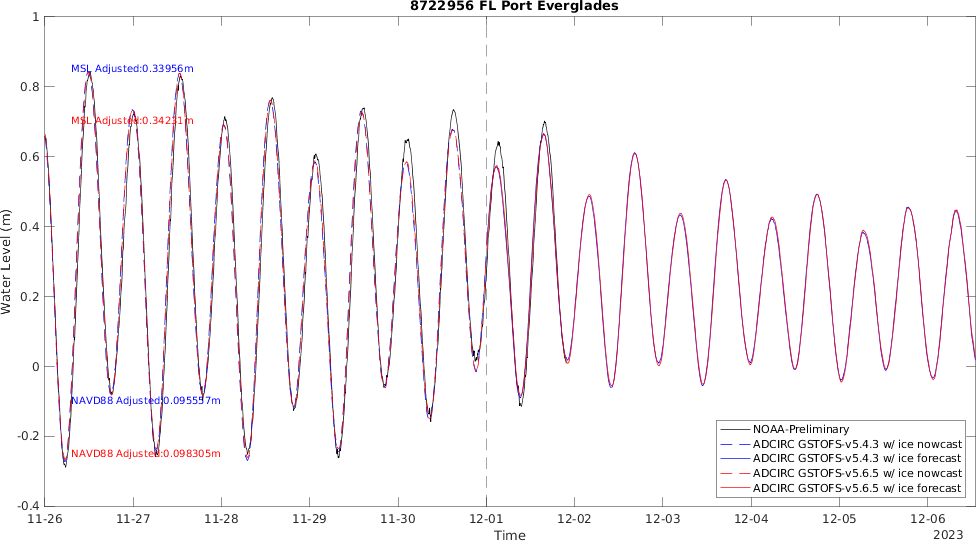 8722956 FL Port Everglades
Water Level (m)
1
0.8
0.6
0.4
0.2
0
-0.2
-0.4
MSL Adjusted:0.33956m
MSL Adjusted:0.34231m
NAVD88 Adjusted:0.095557m
NAVD88 Adjusted:0.098305m
NOAA-Preliminary
ADCIRC GSTOFS-v5.4.3 w/ ice nowcast
ADCIRC GSTOFS-v5.4.3 w/ ice forecast
ADCIRC GSTOFS-v5.6.5 w/ ice nowcast
ADCIRC GSTOFS-v5.6.5 w/ ice forecast
11-26 11-27 11-28 11-29 11-30 12-01 12-02 12-03 12-04 12-05 12-06
Time
2023